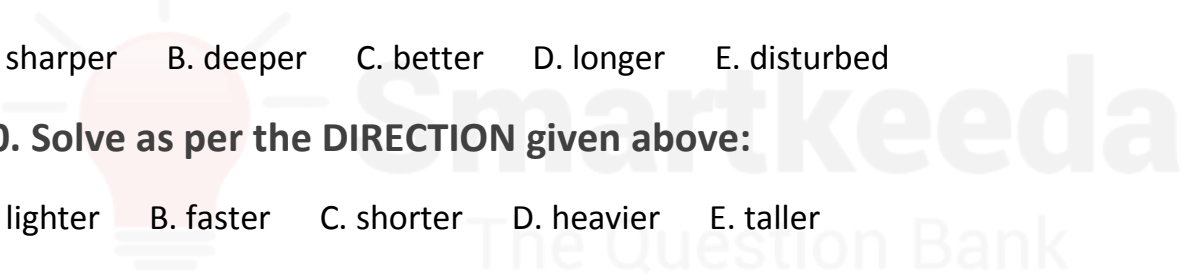 sharper B. deeper C. better D. longer E. disturbed
0. Solve as per the DIRECTION given above:
lighter B. faster C. shorter D. heavier E. taller
Smartkeeda
The Question Bank